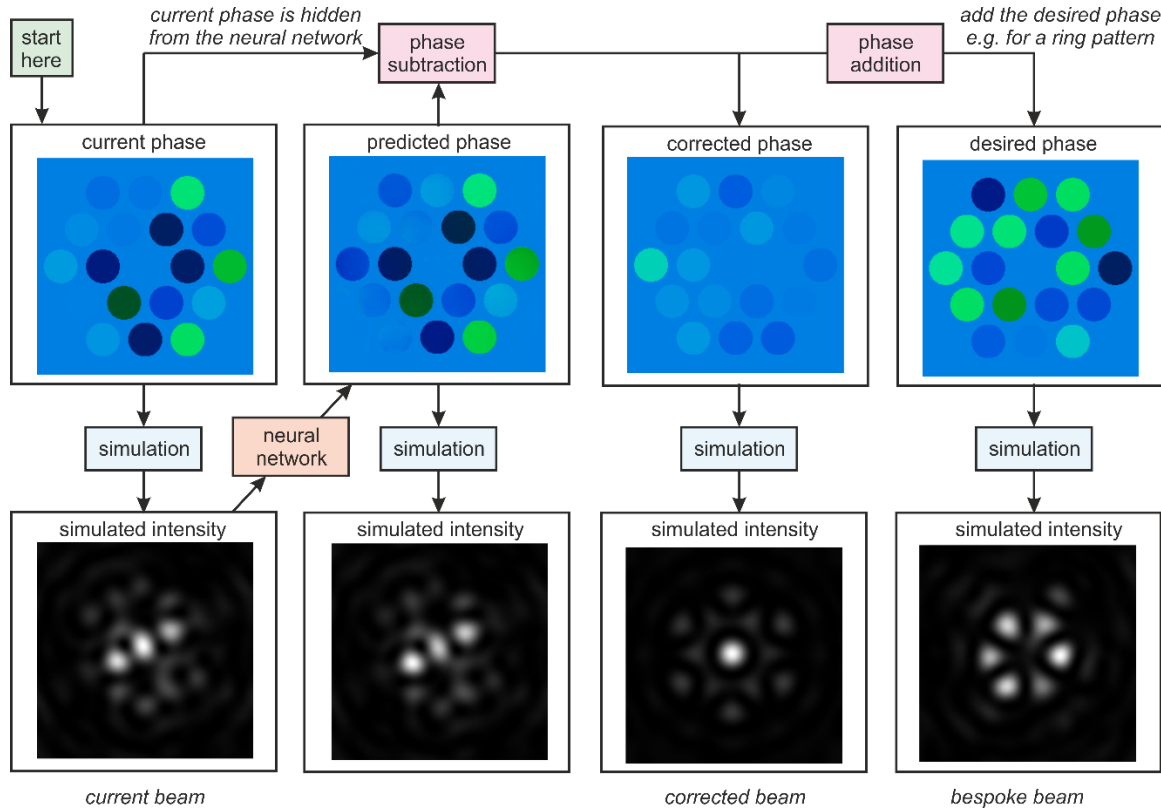 start
here
current phase is hidden
from the neural network
phase
subtraction
phase
addition
add the desired phase
e.g. for a ring pattern
current phase
predicted phase
corrected phase
desired phase
simulation
neural
network
simulation
simulation
simulation
simulated intensity
simulated intensity
simulated intensity
simulated intensity
current beam
corrected beam
bespoke beam